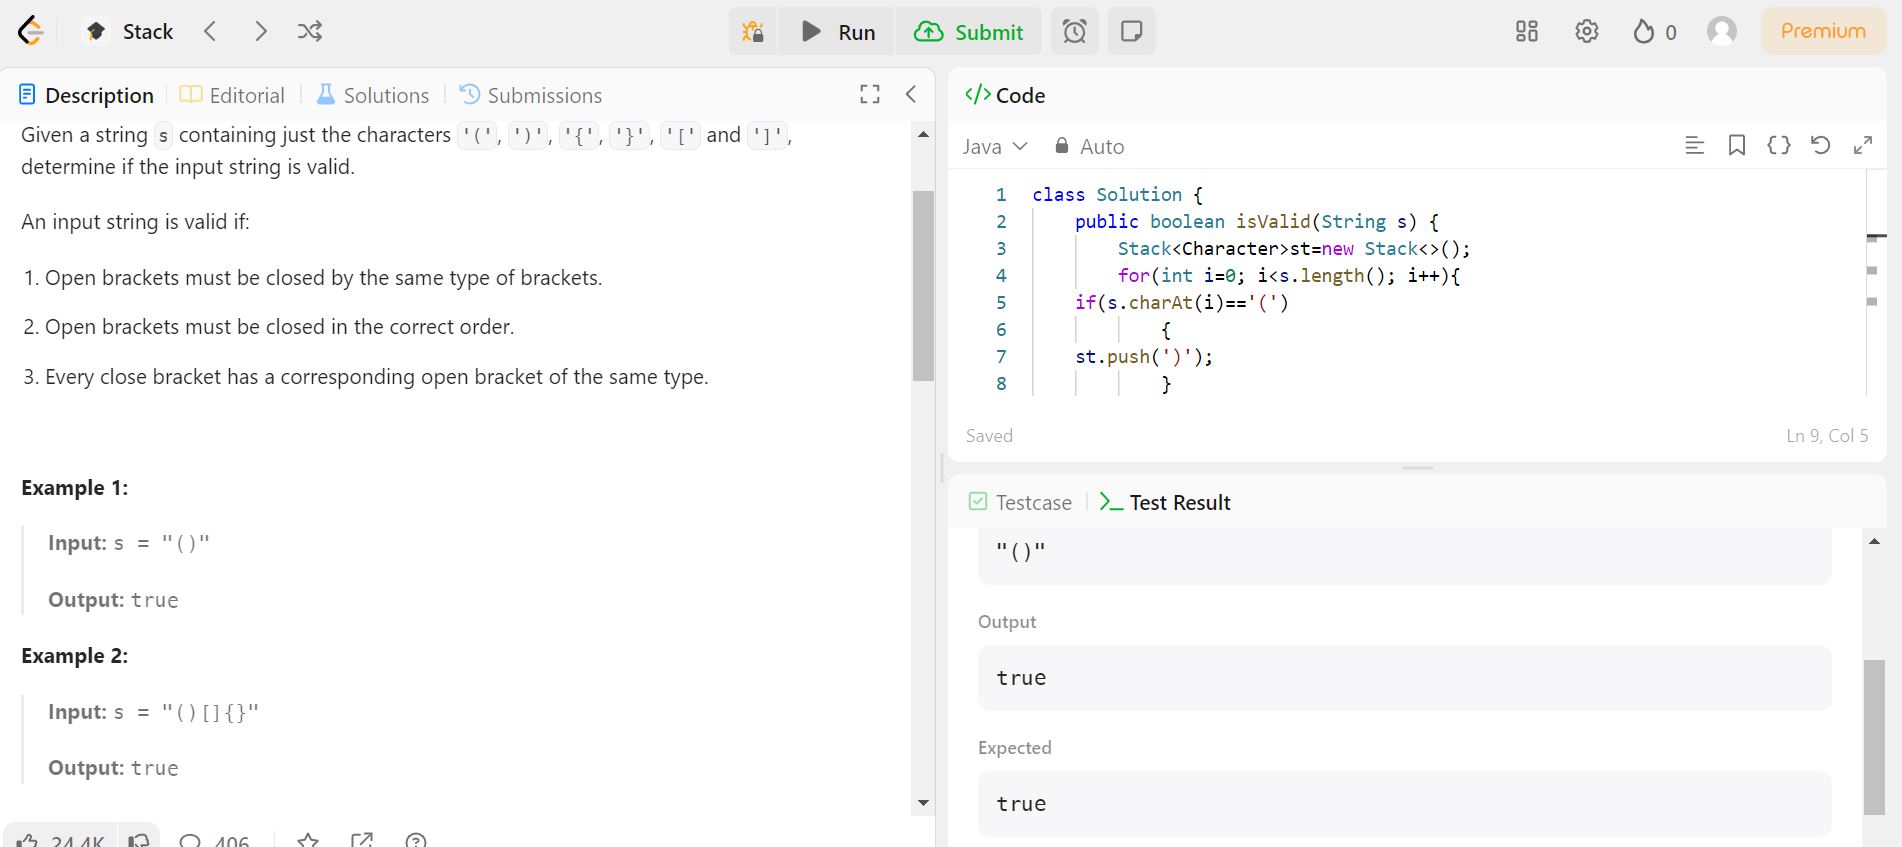 Stack
Run
Submit
0
Premium
Description
Editorial
Solutions
Submissions
Given a string s containing just the characters '(', ')', '{', '}', '[' and ']',
determine if the input string is valid.
An input string is valid if:
1. Open brackets must be closed by the same type of brackets.
2. Open brackets must be closed in the correct order.
3. Every close bracket has a corresponding open bracket of the same type.
Example 1:
Input: s = "()"
Output: true
Example 2:
Input: s = "()[]{}"
Output: true
24.4K
406
</> Code
Java
Auto
1 class Solution {
2 public boolean isValid(String s) {
3 Stack<Character>st=new Stack<>();
4 for(int i=0; i<s.length(); i++){
5 if(s.charAt(i)=='(')
6 {
7 st.push(')');
8 }
Saved
Ln 9, Col 5
Testcase
Test Result
"()"
Output
true
Expected
true